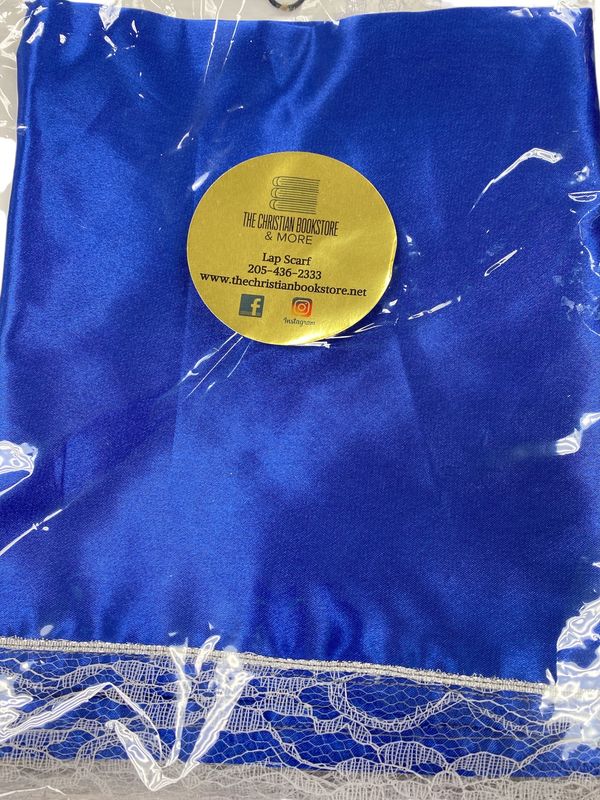 THE CHRISTIAN BOOKSTORE
& MORE
Lap Scarf
205-436-2333
www.thechristianbookstore.net
Instagram